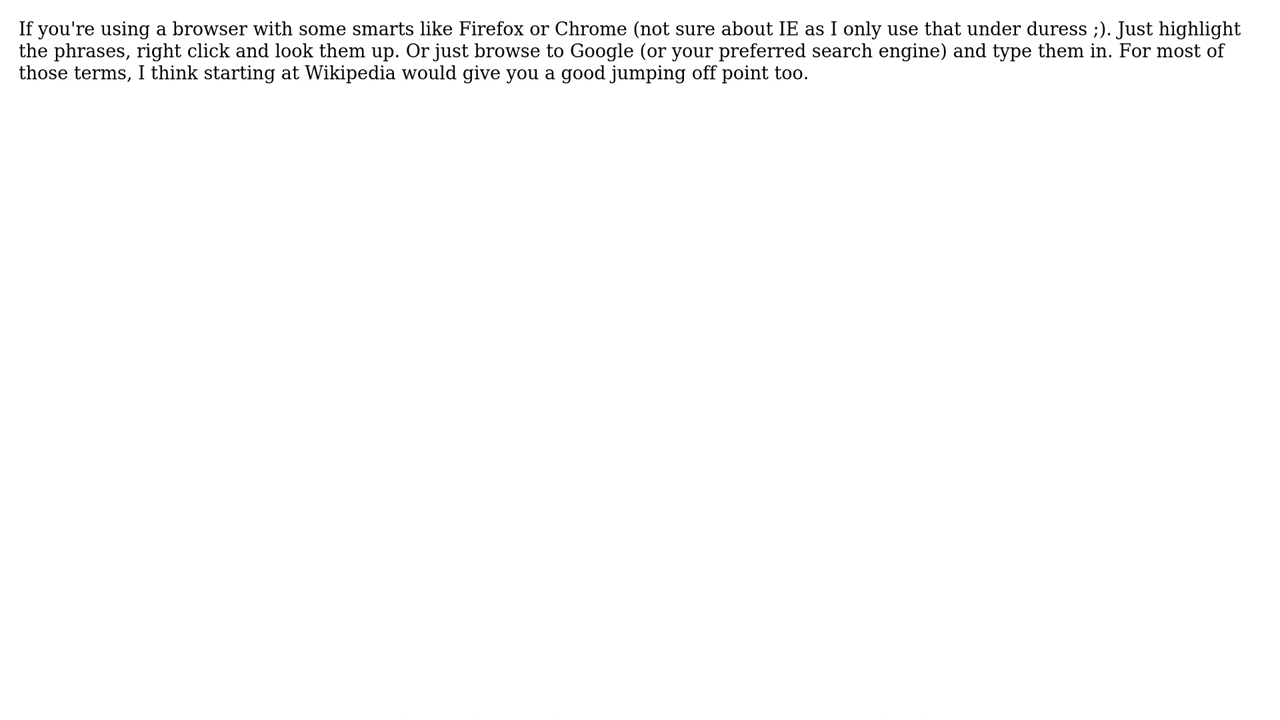 If you're using a browser with some smarts like Firefox or Chrome (not sure about IE as I only use that under duress ;). Just highlight
the phrases, right click and look them up. Or just browse to Google (or your preferred search engine) and type them in. For most of
those terms, I think starting at Wikipedia would give you a good jumping off point too.